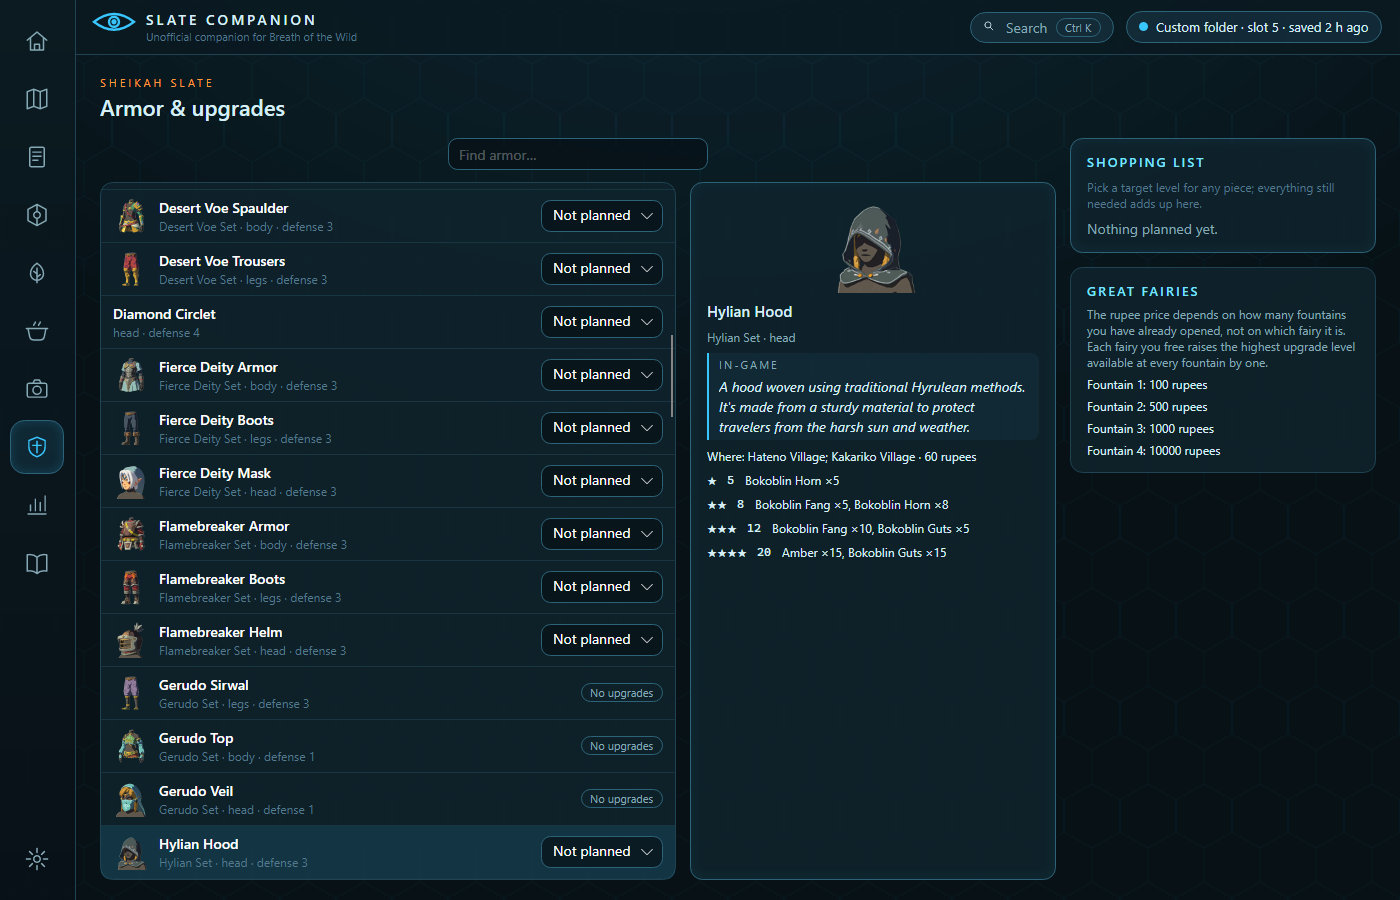 SLATE COMPANION
Unofficial companion for Breath of the Wild
Search Ctrl K
Custom folder · slot 5 · saved 2 h ago
SHEIKAH SLATE
Armor & upgrades
Find armor...
Desert Voe Spaulder
Desert Voe Set · body · defense 3
Not planned
Desert Voe Trousers
Desert Voe Set · legs · defense 3
Not planned
Diamond Circlet
head · defense 4
Not planned
Fierce Deity Armor
Fierce Deity Set · body · defense 3
Not planned
Fierce Deity Boots
Fierce Deity Set · legs · defense 3
Not planned
Fierce Deity Mask
Fierce Deity Set · head · defense 3
Not planned
Flamebreaker Armor
Flamebreaker Set · body · defense 3
Not planned
Flamebreaker Boots
Flamebreaker Set · legs · defense 3
Not planned
Flamebreaker Helm
Flamebreaker Set · head · defense 3
Not planned
Gerudo Sirwal
Gerudo Set · legs · defense 3
No upgrades
Gerudo Top
Gerudo Set · body · defense 1
No upgrades
Gerudo Veil
Gerudo Set · head · defense 1
No upgrades
Hylian Hood
Hylian Set · head · defense 3
Not planned
Hylian Hood
Hylian Set · head
IN-GAME
A hood woven using traditional Hyrulean methods.
It's made from a sturdy material to protect
travelers from the harsh sun and weather.
Where: Hateno Village; Kakariko Village · 60 rupees
★ 5 Bokoblin Horn ×5
★★ 8 Bokoblin Fang ×5, Bokoblin Horn ×8
★★★ 12 Bokoblin Fang ×10, Bokoblin Guts ×5
★★★★ 20 Amber ×15, Bokoblin Guts ×15
SHOPPING LIST
Pick a target level for any piece; everything still
needed adds up here.
Nothing planned yet.
GREAT FAIRIES
The rupee price depends on how many fountains
you have already opened, not on which fairy it is.
Each fairy you free raises the highest upgrade level
available at every fountain by one.
Fountain 1: 100 rupees
Fountain 2: 500 rupees
Fountain 3: 1000 rupees
Fountain 4: 10000 rupees